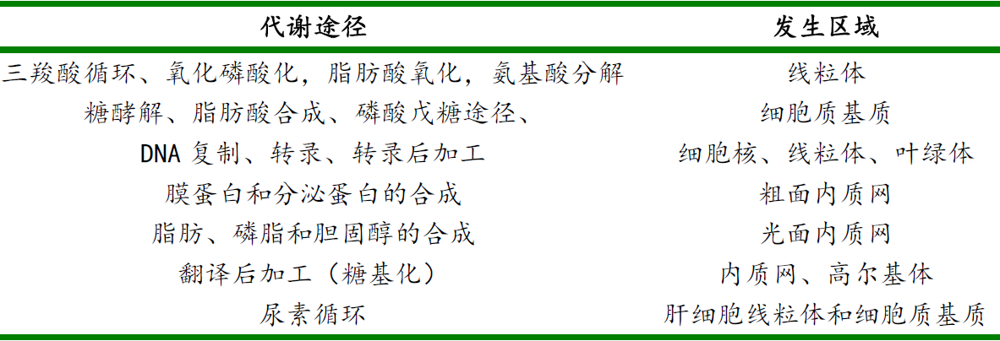 代谢途径 发生区域
三羧酸循环、氧化磷酸化，脂肪酸氧化，氨基酸分解 线粒体
糖酵解、脂肪酸合成、磷酸戊糖途径、 细胞质基质
DNA 复制、转录、转录后加工 细胞核、线粒体、叶绿体
膜蛋白和分泌蛋白的合成 粗面内质网
脂肪、磷脂和胆固醇的合成 光面内质网
翻译后加工（糖基化） 内质网、高尔基体
尿素循环 肝细胞线粒体和细胞质基质